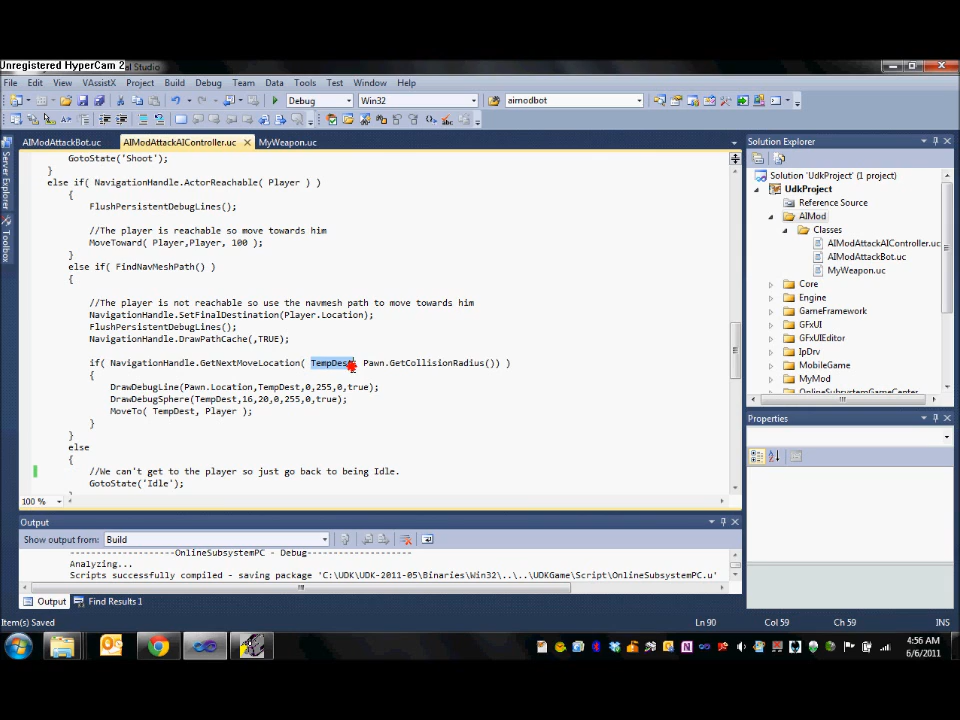 Unregistered HyperCam 2
al Studio
File Edit View VAssistX Project Build Debug Team Data Tools Test Window Help
Debug Win32 aimodbot
AIModAttackBot.uc AIModAttackAIController.uc MyWeapon.uc
Server Explorer
Toolbox
GotoState('Shoot');
}
else if( NavigationHandle.ActorReachable( Player ) )
{
FlushPersistentDebugLines();
//The player is reachable so move towards him
MoveToward( Player,Player, 100 );
}
else if( FindNavMeshPath() )
{
//The player is not reachable so use the navmesh path to move towards him
NavigationHandle.SetFinalDestination(Player.Location);
FlushPersistentDebugLines();
NavigationHandle.DrawPathCache(,TRUE);
if( NavigationHandle.GetNextMoveLocation( TempDest, Pawn.GetCollisionRadius()) )
{
DrawDebugLine(Pawn.Location,TempDest,0,255,0,true);
DrawDebugSphere(TempDest,16,20,0,255,0,true);
MoveTo( TempDest, Player );
}
}
else
{
//We can't get to the player so just go back to being Idle.
GotoState('Idle');
100 %
Solution Explorer
Solution 'UdkProject' (1 project)
UdkProject
Reference Source
AIMod
Classes
AIModAttackAIController.uc
AIModAttackBot.uc
MyWeapon.uc
Core
Engine
GameFramework
GFxUI
GFxUIEditor
IpDrv
MobileGame
MyMod
OnlineSubsystemGameCenter
Properties
Output
Show output from: Build
--------------------OnlineSubsystemPC - Debug--------------------
Analyzing...
Scripts successfully compiled - saving package 'C:\UDK\UDK-2011-05\Binaries\Win32\..\..\UDKGame\Script\OnlineSubsystemPC.u'
Output Find Results 1
Item(s) Saved Ln 90 Col 59 Ch 59 INS
4:56 AM
6/6/2011